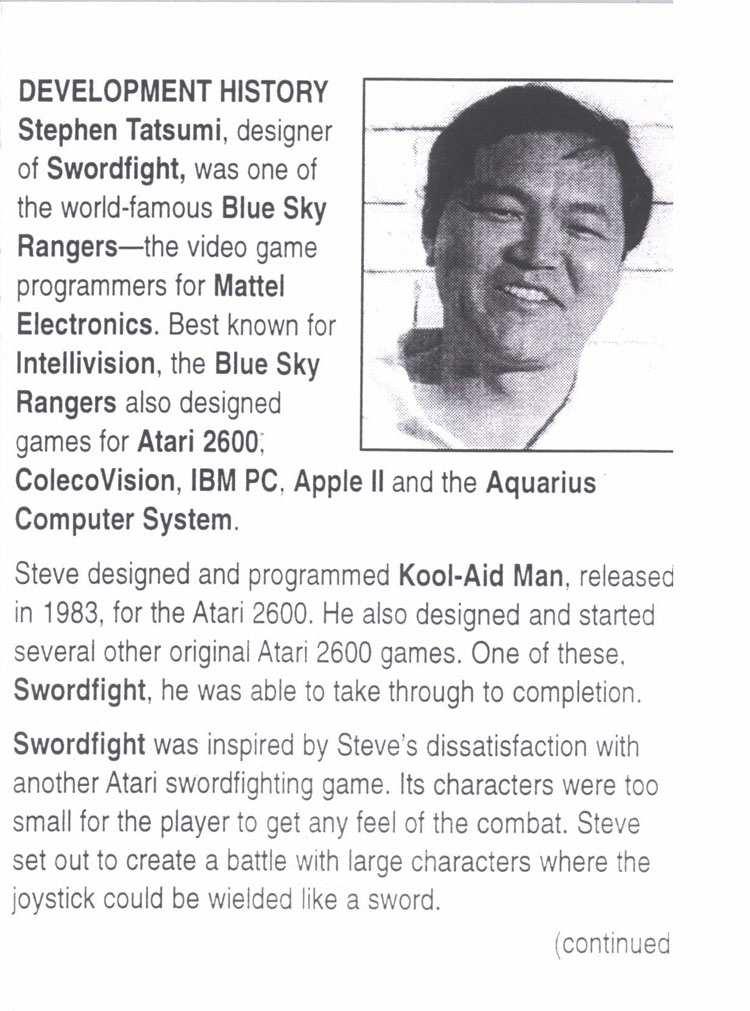 DEVELOPMENT HISTORY
Stephen Tatsumi, designer
of Swordfight, was one of
the world-famous Blue Sky
Rangers—the video game
programmers for Mattel
Electronics. Best known for
Intellivision, the Blue Sky
Rangers also designed
games for Atari 2600,
ColecoVision, IBM PC, Apple II and the Aquarius
Computer System.
Steve designed and programmed Kool-Aid Man, released
in 1983, for the Atari 2600. He also designed and started
several other original Atari 2600 games. One of these,
Swordfight, he was able to take through to completion.
Swordfight was inspired by Steve's dissatisfaction with
another Atari swordfighting game. Its characters were too
small for the player to get any feel of the combat. Steve
set out to create a battle with large characters where the
joystick could be wielded like a sword.
(continued